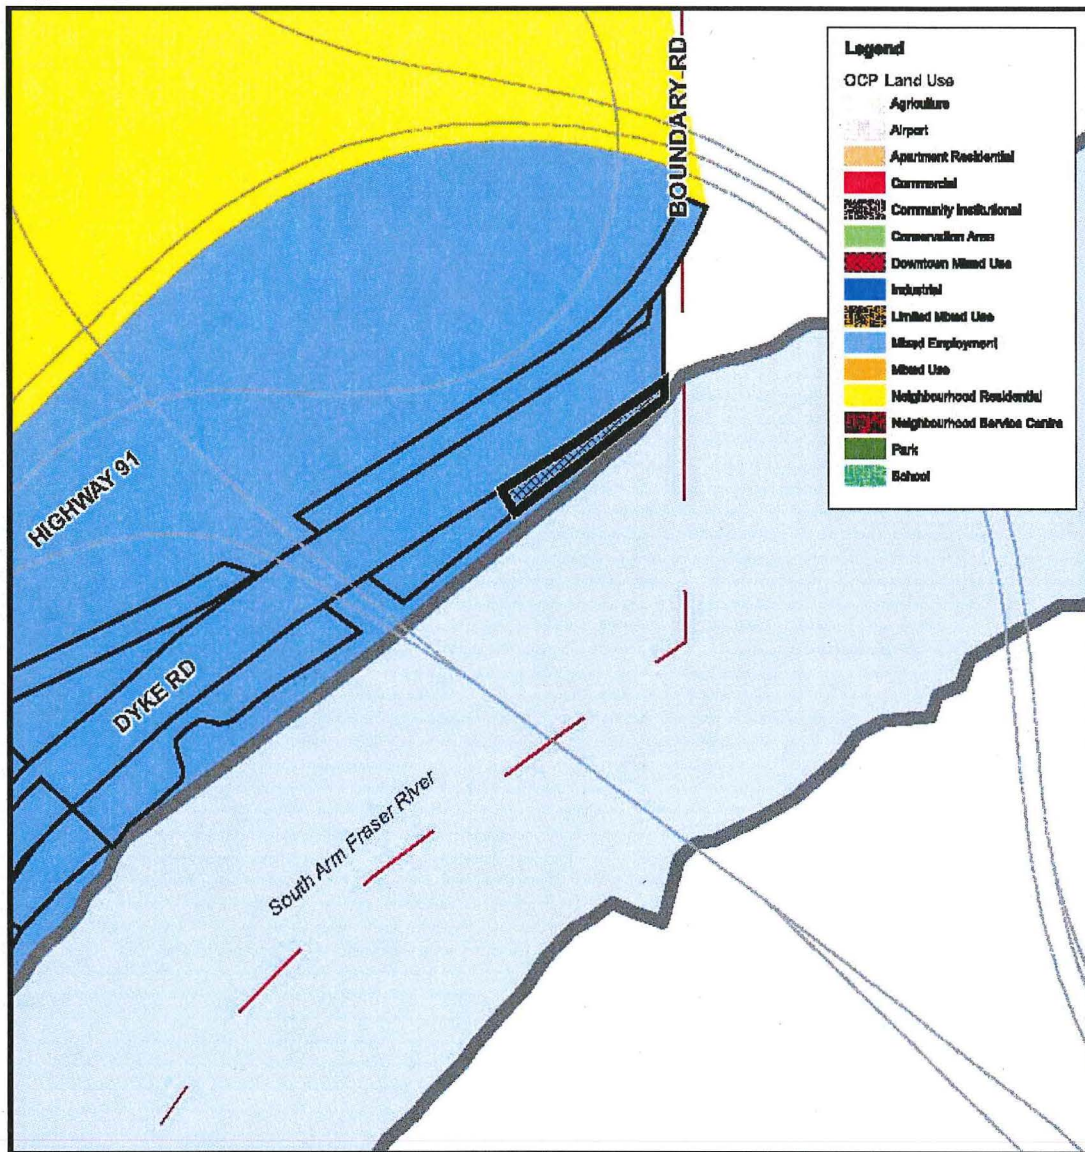 BOUNDARY RD
Legend
OCP Land Use
Agriculture
Airport
Apartment Residential
Commercial
Community Institutional
Conservation Area
Downtown Mixed Use
Industrial
Limited Mixed Use
Mixed Employment
Mixed Use
Neighbourhood Residential
Neighbourhood Service Centre
Park
School
HIGHWAY 91
DYKE RD
South Arm Fraser River